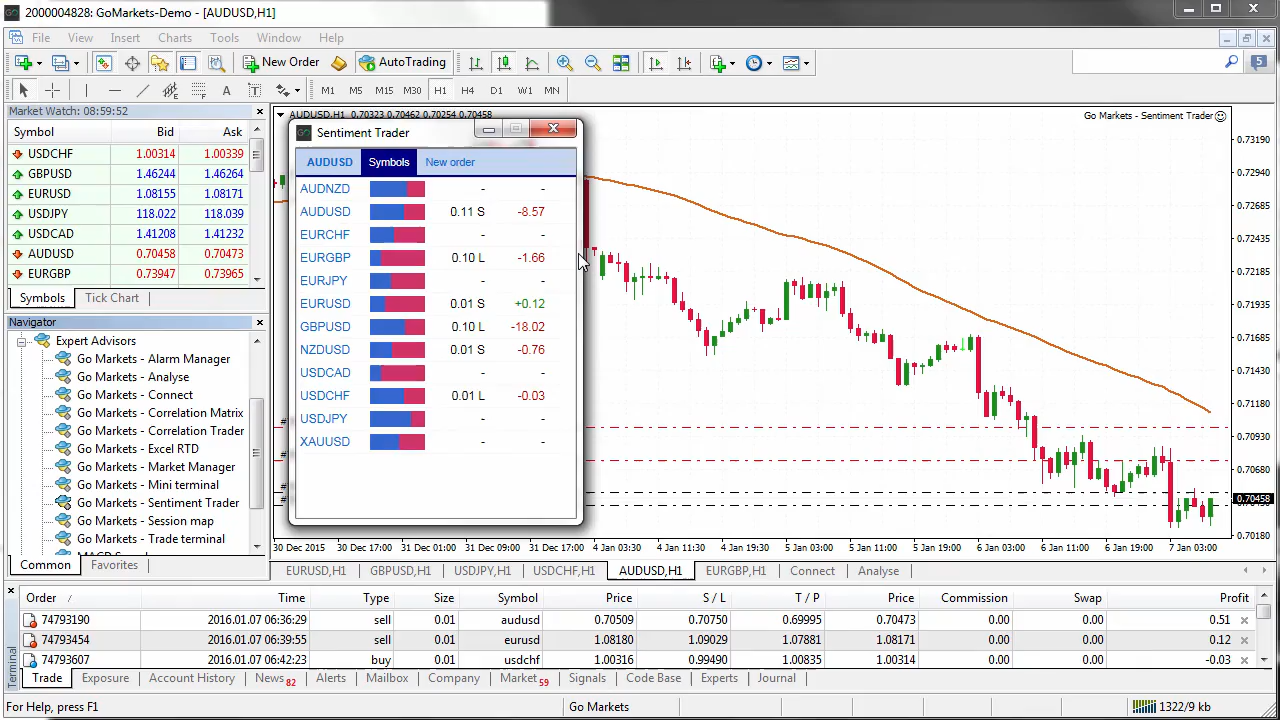 2000004828: GoMarkets-Demo - [AUDUSD,H1]
File View Insert Charts Tools Window Help
New Order AutoTrading 5
A T M1 M5 M15 M30 H1 H4 D1 W1 MN
Market Watch: 08:59:52
Symbol Bid Ask
USDCHF 1.00314 1.00339
GBPUSD 1.46244 1.46264
EURUSD 1.08155 1.08171
USDJPY 118.022 118.039
USDCAD 1.41208 1.41232
AUDUSD 0.70458 0.70473
EURGBP 0.73947 0.73965
Symbols Tick Chart
Navigator
Expert Advisors
Go Markets - Alarm Manager
Go Markets - Analyse
Go Markets - Connect
Go Markets - Correlation Matrix
Go Markets - Correlation Trader
Go Markets - Excel RTD
Go Markets - Market Manager
Go Markets - Mini terminal
Go Markets - Sentiment Trader
Go Markets - Session map
Go Markets - Trade terminal
Common Favorites
AUDUSD,H1 0.70323 0.70462 0.70254 0.70458
Go Markets - Sentiment Trader
Sentiment Trader
AUDUSD Symbols New order
AUDNZD - -
AUDUSD 0.11 S -8.57
EURCHF - -
EURGBP 0.10 L -1.66
EURJPY - -
EURUSD 0.01 S +0.12
GBPUSD 0.10 L -18.02
NZDUSD 0.01 S -0.76
USDCAD - -
USDCHF 0.01 L -0.03
USDJPY - -
XAUUSD - -
0.73190
0.72940
0.72685
0.72435
0.72185
0.71935
0.71685
0.71430
0.71180
0.70930
0.70680
0.70458
0.70180
30 Dec 2015 30 Dec 17:00 31 Dec 01:00 31 Dec 09:00 31 Dec 17:00 4 Jan 03:30 4 Jan 11:30 4 Jan 19:30 5 Jan 03:00 5 Jan 11:00 5 Jan 19:00 6 Jan 03:00 6 Jan 11:00 6 Jan 19:00 7 Jan 03:00
EURUSD,H1 GBPUSD,H1 USDJPY,H1 USDCHF,H1 AUDUSD,H1 EURGBP,H1 Connect Analyse
Order / Time Type Size Symbol Price S / L T / P Price Commission Swap Profit
74793190 2016.01.07 06:36:29 sell 0.01 audusd 0.70509 0.70750 0.69995 0.70473 0.00 0.00 0.51
74793454 2016.01.07 06:39:55 sell 0.01 eurusd 1.08180 1.09029 1.07881 1.08171 0.00 0.00 0.12
74793607 2016.01.07 06:42:23 buy 0.01 usdchf 1.00316 0.99490 1.00835 1.00314 0.00 0.00 -0.03
Terminal
Trade Exposure Account History News 82 Alerts Mailbox Company Market 59 Signals Code Base Experts Journal
For Help, press F1 Go Markets 1322/9 kb